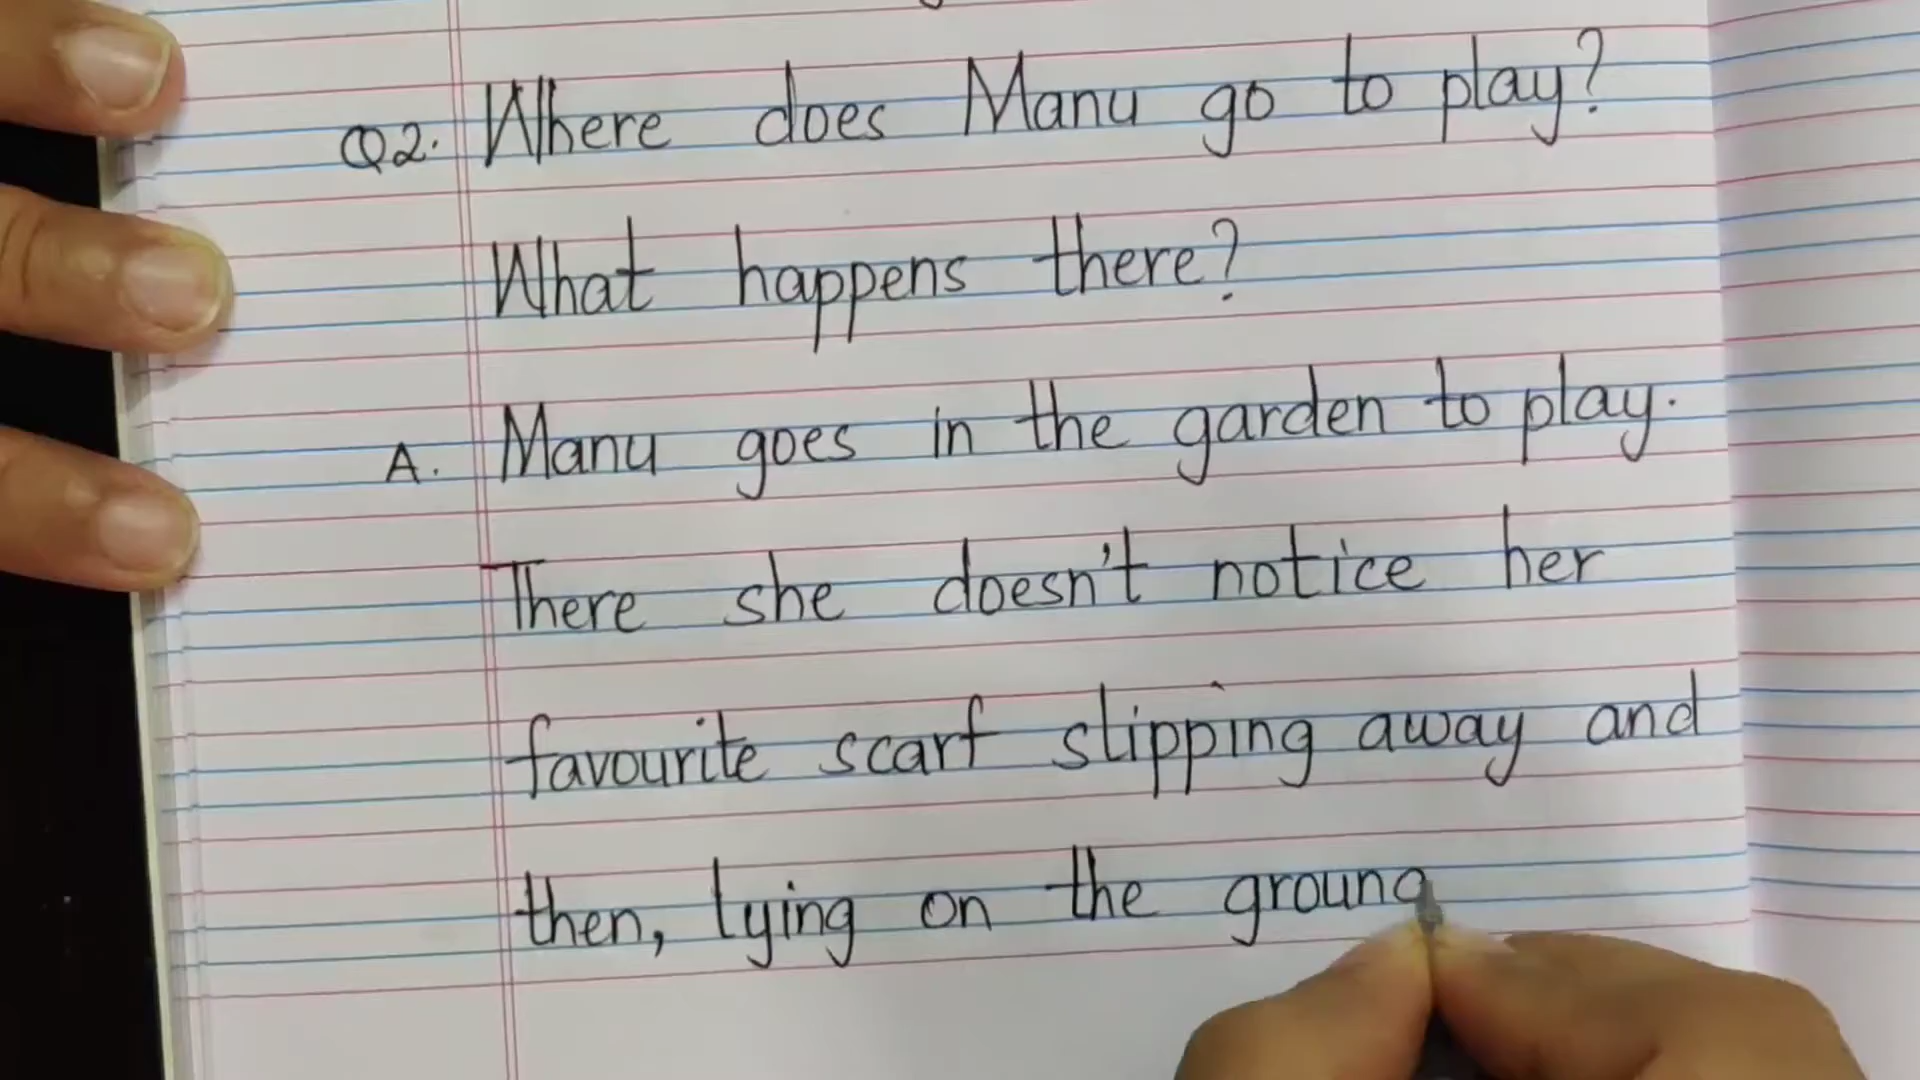 Q2. Where does Manu go to play?
What happens there?
A. Manu goes in the garden to play.
There she doesn't notice her
favourite scarf slipping away and
then, lying on the